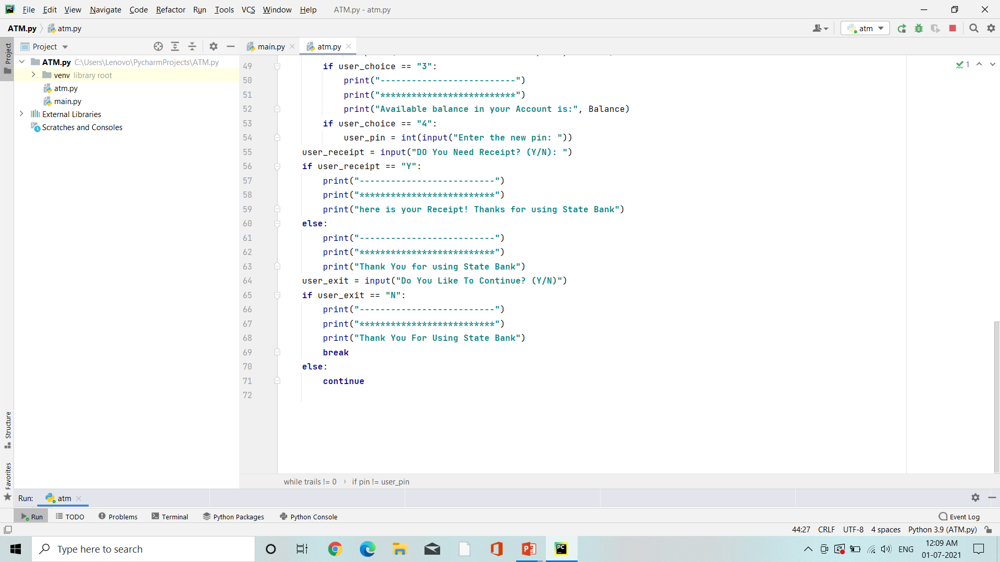 File Edit View Navigate Code Refactor Run Tools VCS Window Help ATM.py - atm.py
ATM.py atm.py atm
Project main.py atm.py
Project
ATM.py C:\Users\Lenovo\PycharmProjects\ATM.py
venv library root
atm.py
main.py
External Libraries
Scratches and Consoles
1
49 if user_choice == "3":
50 print("--------------------------")
51 print("**************************")
52 print("Available balance in your Account is:", Balance)
53 if user_choice == "4":
54 user_pin = int(input("Enter the new pin: "))
55 user_receipt = input("DO You Need Receipt? (Y/N): ")
56 if user_receipt == "Y":
57 print("--------------------------")
58 print("**************************")
59 print("here is your Receipt! Thanks for using State Bank")
60 else:
61 print("--------------------------")
62 print("**************************")
63 print("Thank You for using State Bank")
64 user_exit = input("Do You Like To Continue? (Y/N)")
65 if user_exit == "N":
66 print("--------------------------")
67 print("**************************")
68 print("Thank You For Using State Bank")
69 break
70 else:
71 continue
72
Structure
Favorites
while trails != 0 › if pin != user_pin
Run: atm
Run TODO Problems Terminal Python Packages Python Console Event Log
44:27 CRLF UTF-8 4 spaces Python 3.9 (ATM.py)
Type here to search
ENG
12:09 AM
01-07-2021